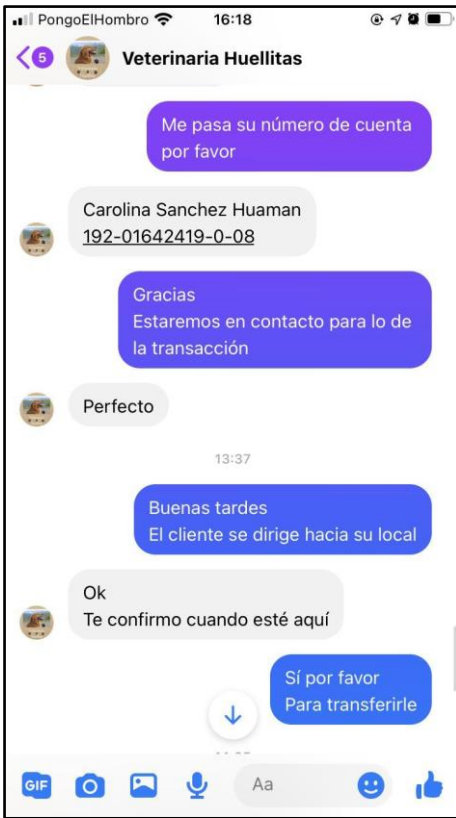 PongoElHombro 16:18
5 Veterinaria Huellitas
Me pasa su número de cuenta
por favor
Carolina Sanchez Huaman
192-01642419-0-08
Gracias
Estaremos en contacto para lo de
la transacción
Perfecto
13:37
Buenas tardes
El cliente se dirige hacia su local
Ok
Te confirmo cuando esté aquí
Sí por favor
Para transferirle
GIF Aa